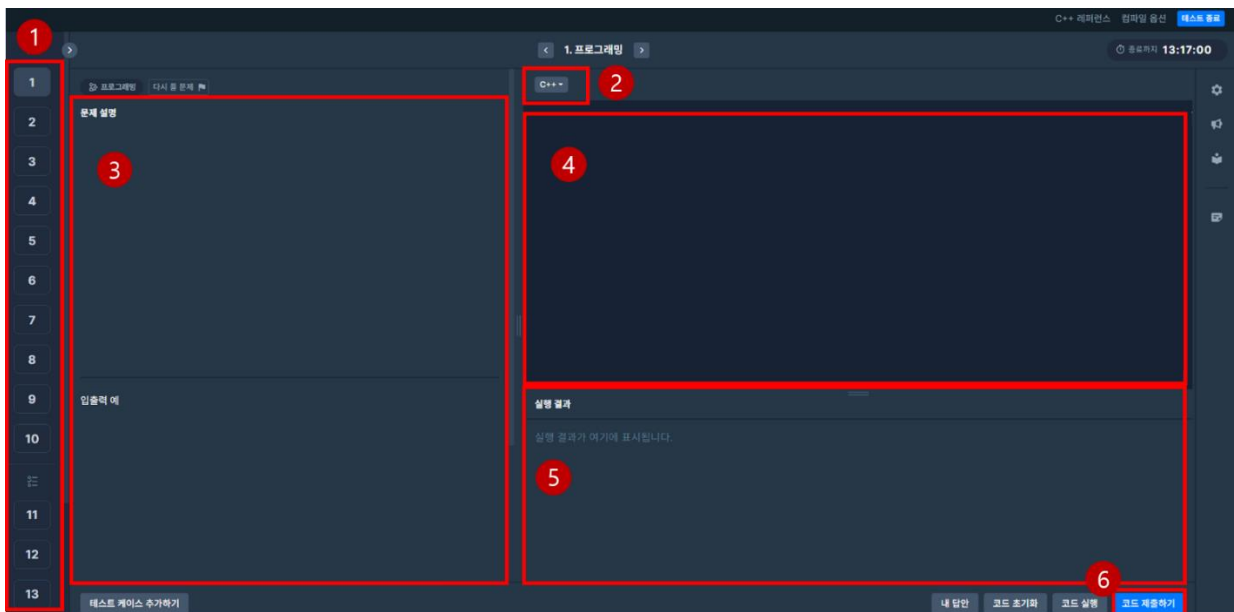 C++ 레퍼런스 컴파일 옵션 테스트 종료
1
1. 프로그래밍
종료까지 13:17:00
1
2
3
4
5
6
7
8
9
10
11
12
13
프로그래밍 다시 풀 문제
문제 설명
3
입출력 예
C++
2
4
실행 결과
실행 결과가 여기에 표시됩니다.
5
6
테스트 케이스 추가하기
내 답안 코드 초기화 코드 실행 코드 제출하기